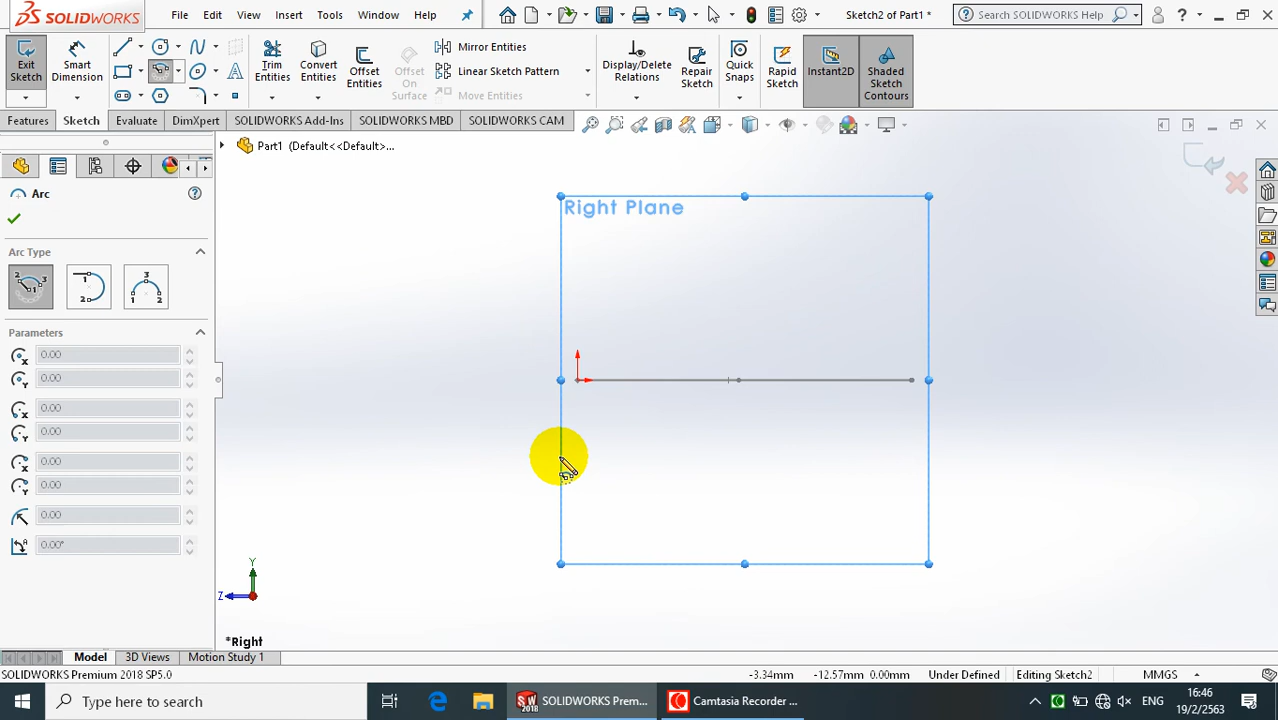 SOLIDWORKS
File Edit View Insert Tools Window Help
Sketch2 of Part1 *
Search SOLIDWORKS Help
Exit Sketch
Smart Dimension
Trim Entities
Convert Entities
Offset Entities
Offset On Surface
Mirror Entities
Linear Sketch Pattern
Move Entities
Display/Delete Relations
Repair Sketch
Quick Snaps
Rapid Sketch
Instant2D
Shaded Sketch Contours
Features Sketch Evaluate DimXpert SOLIDWORKS Add-Ins SOLIDWORKS MBD SOLIDWORKS CAM
Part1 (Default<<Default>...
Arc
Arc Type
Parameters
0.00
0.00
0.00
0.00
0.00
0.00
0.00
0.00°
Right Plane
Y
Z
*Right
Model 3D Views Motion Study 1
SOLIDWORKS Premium 2018 SP5.0
-3.34mm -12.57mm 0.00mm Under Defined Editing Sketch2 MMGS
Type here to search
SOLIDWORKS Prem...
Camtasia Recorder ...
ENG
16:46
19/2/2563